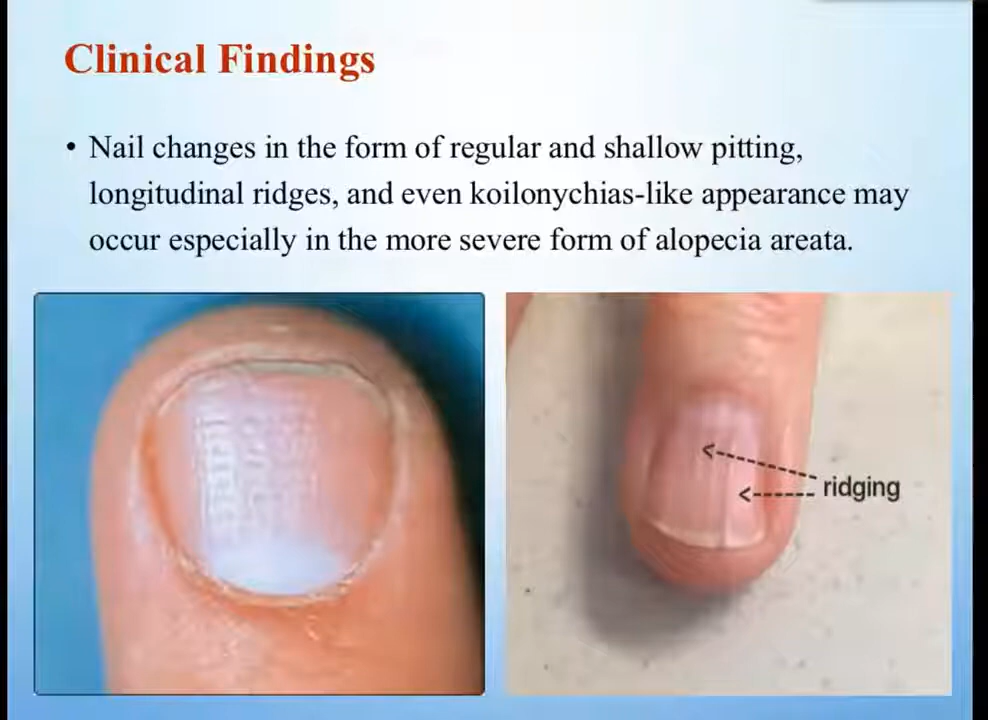 Clinical Findings
• Nail changes in the form of regular and shallow pitting,
longitudinal ridges, and even koilonychias-like appearance may
occur especially in the more severe form of alopecia areata.
ridging